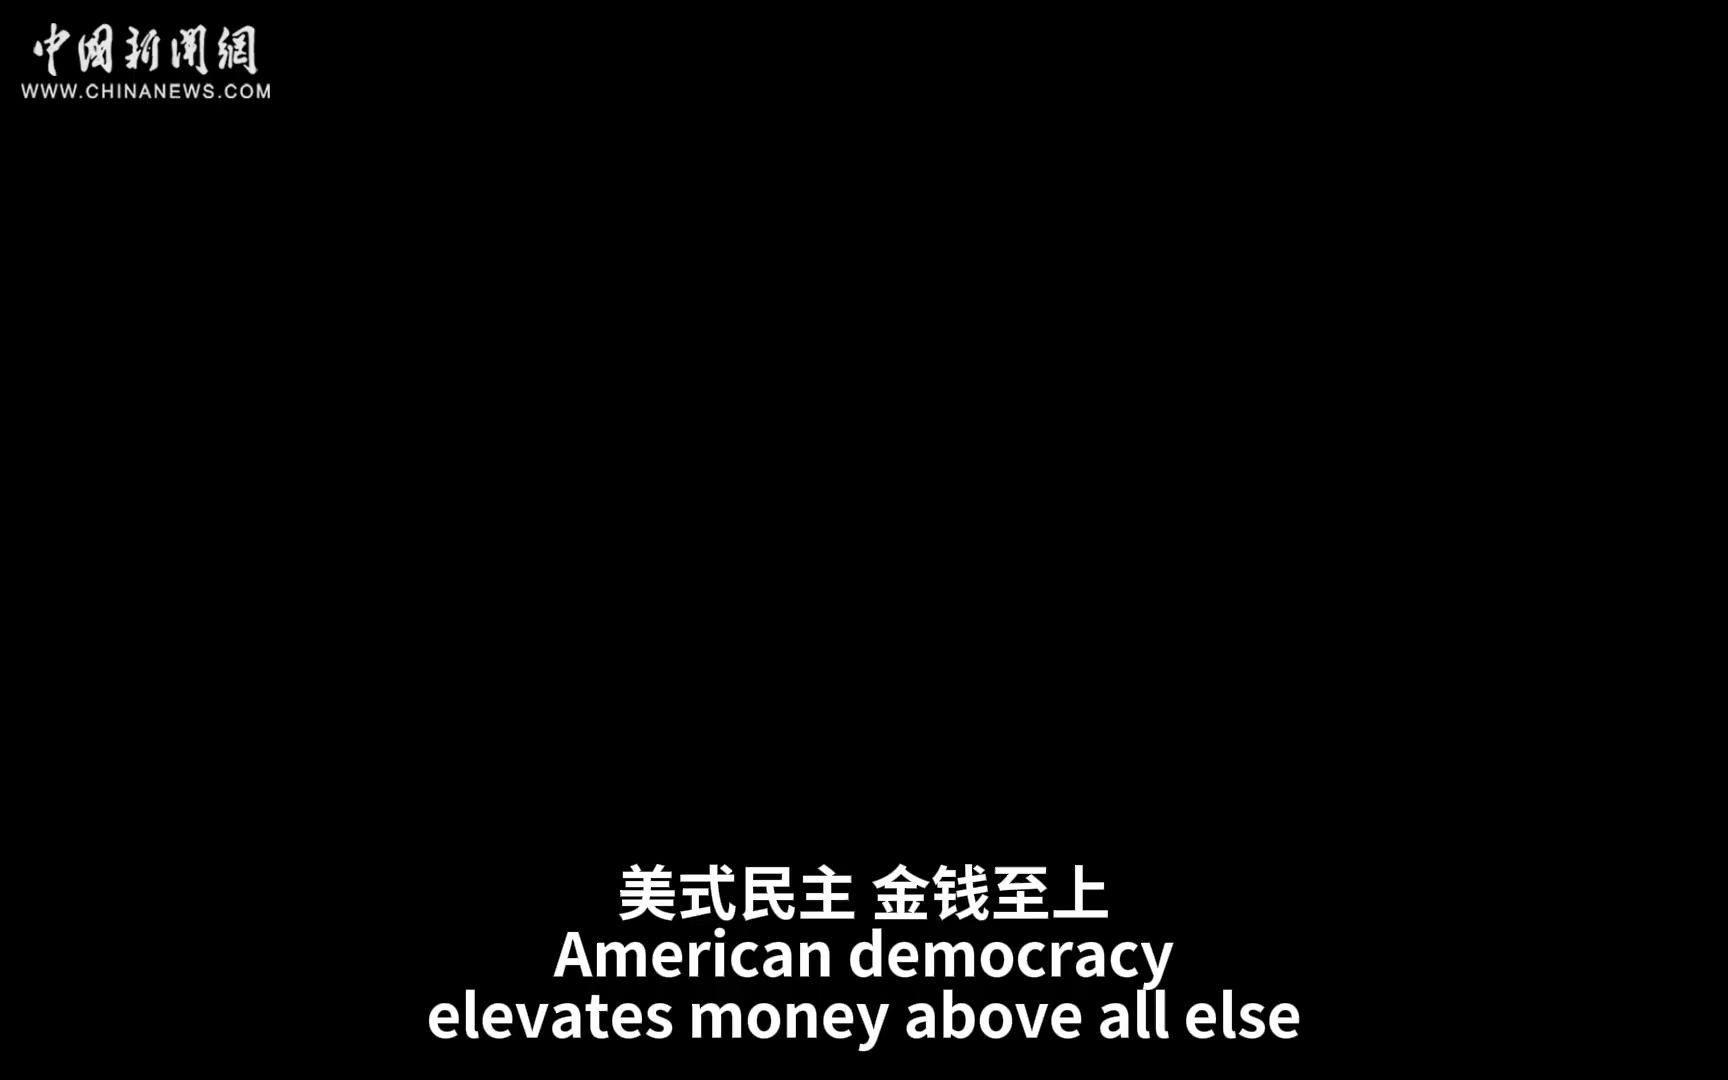 中国新闻網
WWW.CHINANEWS.COM
美式民主 金钱至上
American democracy
elevates money above all else